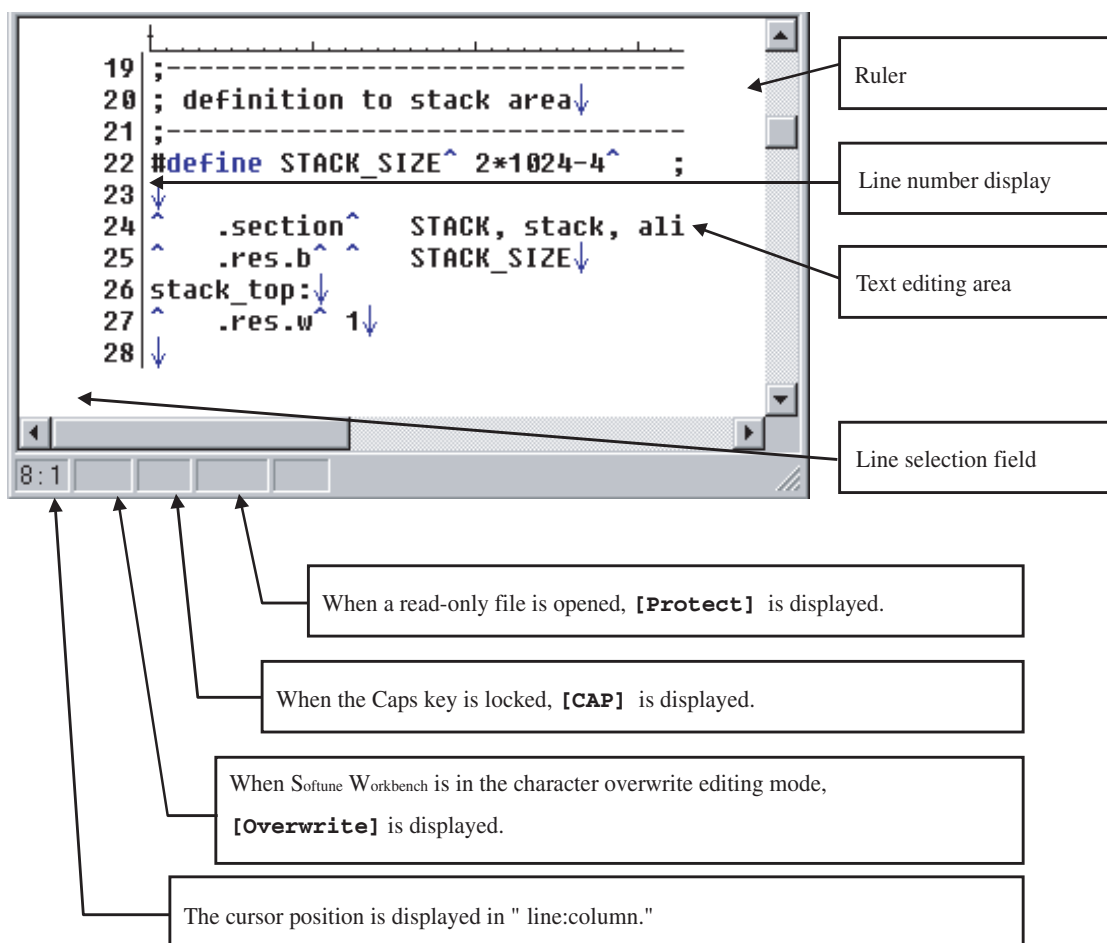 19 ;--------------------------------
20 ; definition to stack area↓
21 ;--------------------------------
22 #define STACK_SIZE^ 2*1024-4^ ;
23 ↓
24 ^ .section^ STACK, stack, ali
25 ^ .res.b^ ^ STACK_SIZE↓
26 stack_top:↓
27 ^ .res.w^ 1↓
28 ↓
8:1
Ruler
Line number display
Text editing area
Line selection field
When a read-only file is opened, [Protect] is displayed.
When the Caps key is locked, [CAP] is displayed.
When Softune Workbench is in the character overwrite editing mode,
[Overwrite] is displayed.
The cursor position is displayed in " line:column."